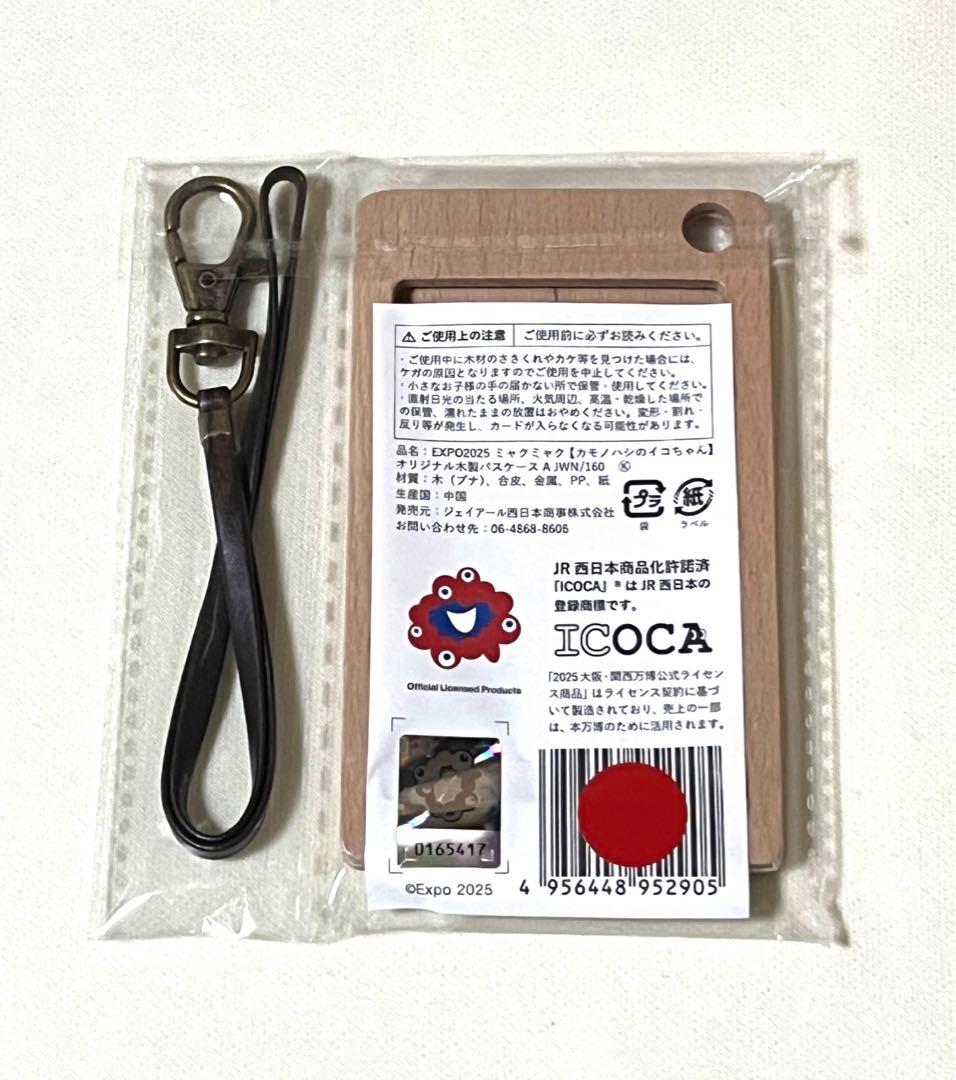 ⚠ ご使用上の注意 ご使用前に必ずお読みください。
・ご使用中に木材のささくれやカケ等を見つけた場合には、
ケガの原因となりますのでご使用を中止してください。
・小さなお子様の手の届かない所で保管・使用してください。
・直射日光の当たる場所、火気周辺、高温・乾燥した場所で
の保管、濡れたままの放置はおやめください。変形・割れ・
反り等が発生し、カードが入らなくなる可能性があります。
品名：EXPO2025 ミャクミャク【カモノハシのイコちゃん】
オリジナル木製パスケース A JWN/160 Ⓚ
材質：木（ブナ）、合皮、金属、PP、紙
生産国：中国
発売元：ジェイアール西日本商事株式会社
お問い合わせ先：06-4868-8606
プラ
袋
紙
ラベル
Official Licensed Products
JR 西日本商品化許諾済
「ICOCA」®はJR 西日本の
登録商標です。
ICOCA
「2025 大阪・関西万博公式ライセン
ス商品」はライセンス契約に基づ
いて製造されており、売上の一部
は、本万博のために活用されます。
0165417
©Expo 2025
4 956448 952905